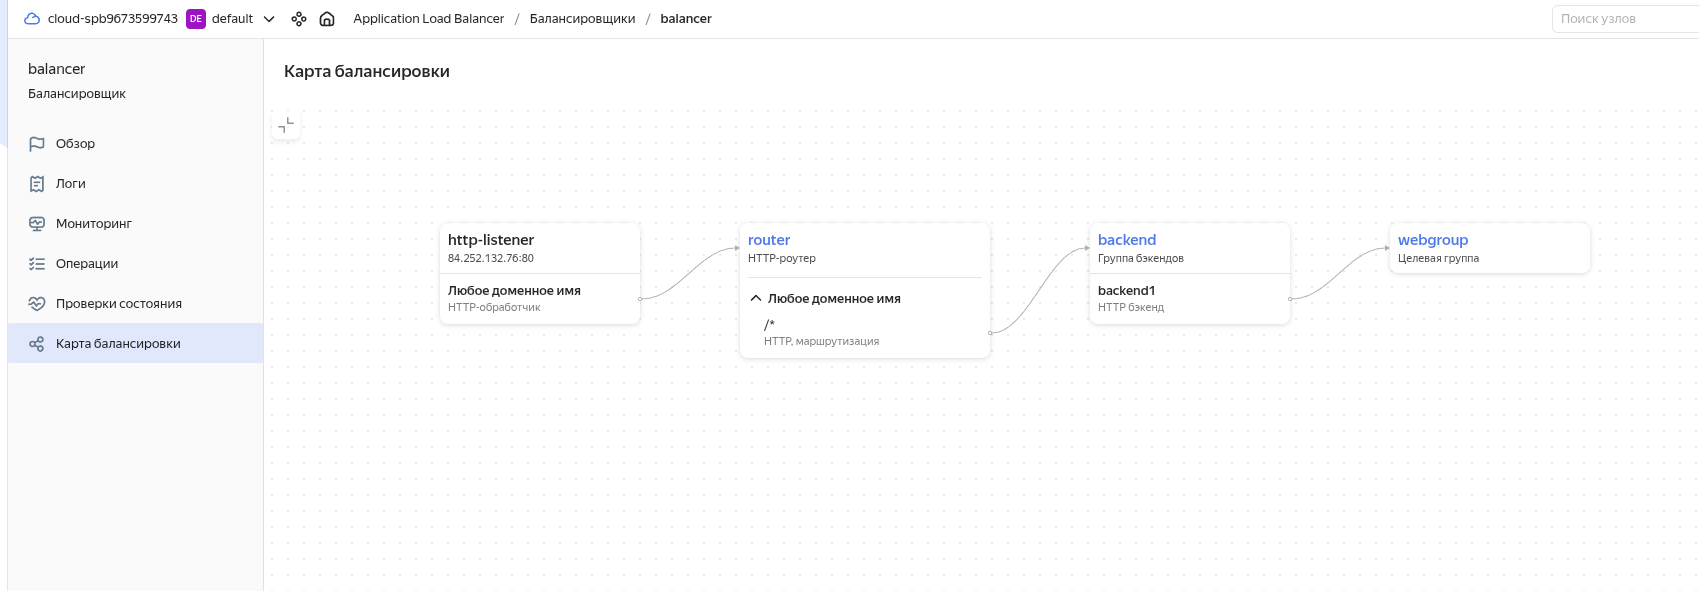 cloud-spb9673599743 DE default Application Load Balancer / Балансировщики / balancer
Поиск узлов
balancer
Балансировщик
Обзор
Логи
Мониторинг
Операции
Проверки состояния
Карта балансировки
Карта балансировки
http-listener
84.252.132.76:80
Любое доменное имя
HTTP-обработчик
router
HTTP-роутер
Любое доменное имя
/*
HTTP, маршрутизация
backend
Группа бэкендов
backend1
HTTP бэкенд
webgroup
Целевая группа